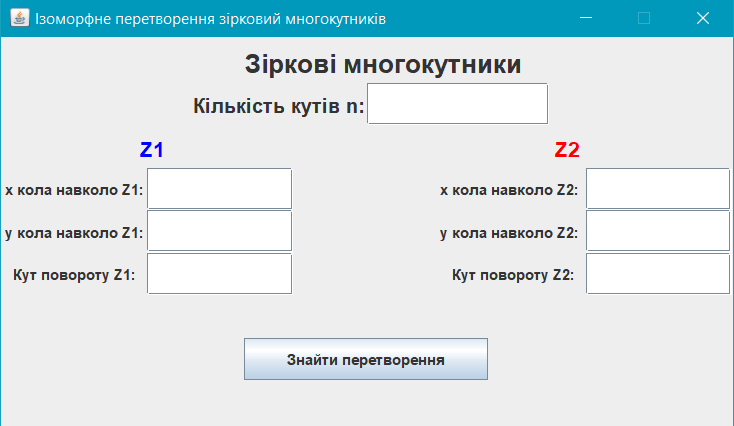 Ізоморфне перетворення зірковий многокутників
Зіркові многокутники
Кількість кутів n:
Z1
Z2
x кола навколо Z1:
x кола навколо Z2:
y кола навколо Z1:
y кола навколо Z2:
Кут повороту Z1:
Кут повороту Z2:
Знайти перетворення